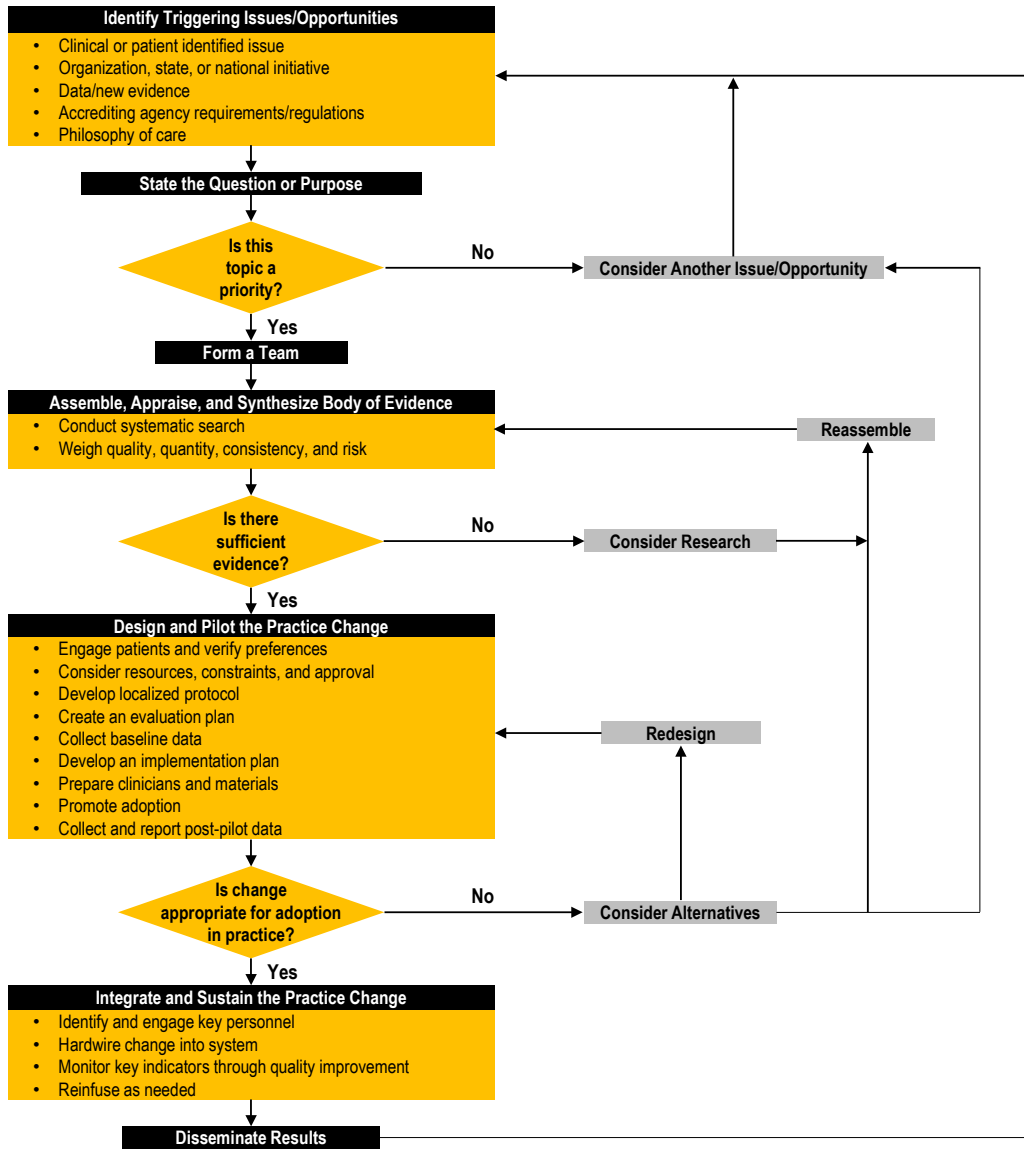 Identify Triggering Issues/Opportunities
• Clinical or patient identified issue
• Organization, state, or national initiative
• Data/new evidence
• Accrediting agency requirements/regulations
• Philosophy of care
State the Question or Purpose
Is this
topic a
priority?
No
Consider Another Issue/Opportunity
Yes
Form a Team
Assemble, Appraise, and Synthesize Body of Evidence
• Conduct systematic search
• Weigh quality, quantity, consistency, and risk
Reassemble
Is there
sufficient
evidence?
No
Consider Research
Yes
Design and Pilot the Practice Change
• Engage patients and verify preferences
• Consider resources, constraints, and approval
• Develop localized protocol
• Create an evaluation plan
• Collect baseline data
• Develop an implementation plan
• Prepare clinicians and materials
• Promote adoption
• Collect and report post-pilot data
Redesign
Is change
appropriate for adoption
in practice?
No
Consider Alternatives
Yes
Integrate and Sustain the Practice Change
• Identify and engage key personnel
• Hardwire change into system
• Monitor key indicators through quality improvement
• Reinfuse as needed
Disseminate Results